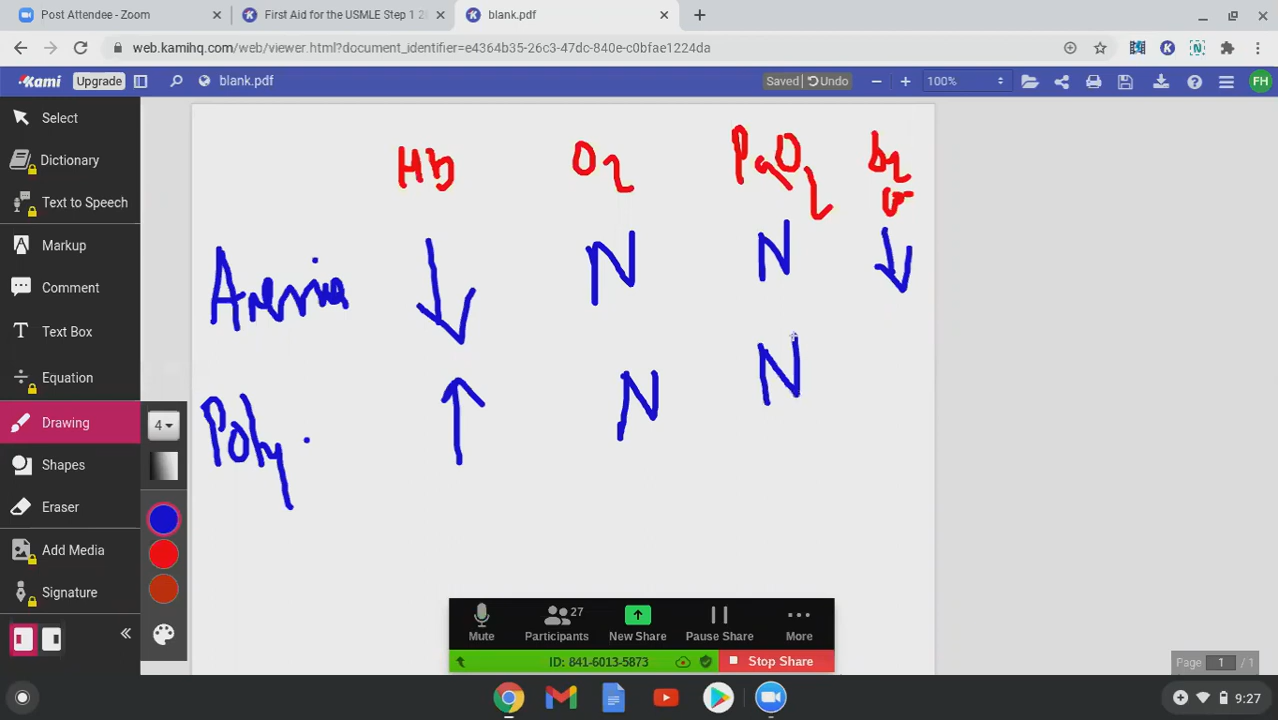 Post Attendee - Zoom
First Aid for the USMLE Step 1 2
blank.pdf
web.kamihq.com/web/viewer.html?document_identifier=e4364b35-26c3-47dc-840e-c0bfae1224da
Kami Upgrade blank.pdf Saved Undo 100% FH
Select
Dictionary
Text to Speech
Markup
Comment
Text Box
Equation
Drawing
4
Shapes
Eraser
Add Media
Signature
Hb O2 PaO2
Anemia ↓ N N ↓
Poly. ↑ N N
Mute Participants 27 New Share Pause Share More
ID: 841-6013-5873 Stop Share
Page 1 / 1
9:27